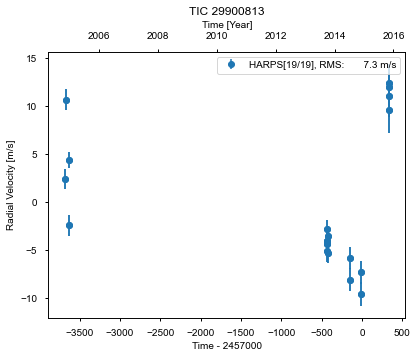 TIC 29900813
Time [Year]
2006 2008 2010 2012 2014 2016
HARPS[19/19], RMS: 7.3 m/s
Radial Velocity [m/s]
15
10
5
0
−5
−10
−3500 −3000 −2500 −2000 −1500 −1000 −500 0 500
Time - 2457000